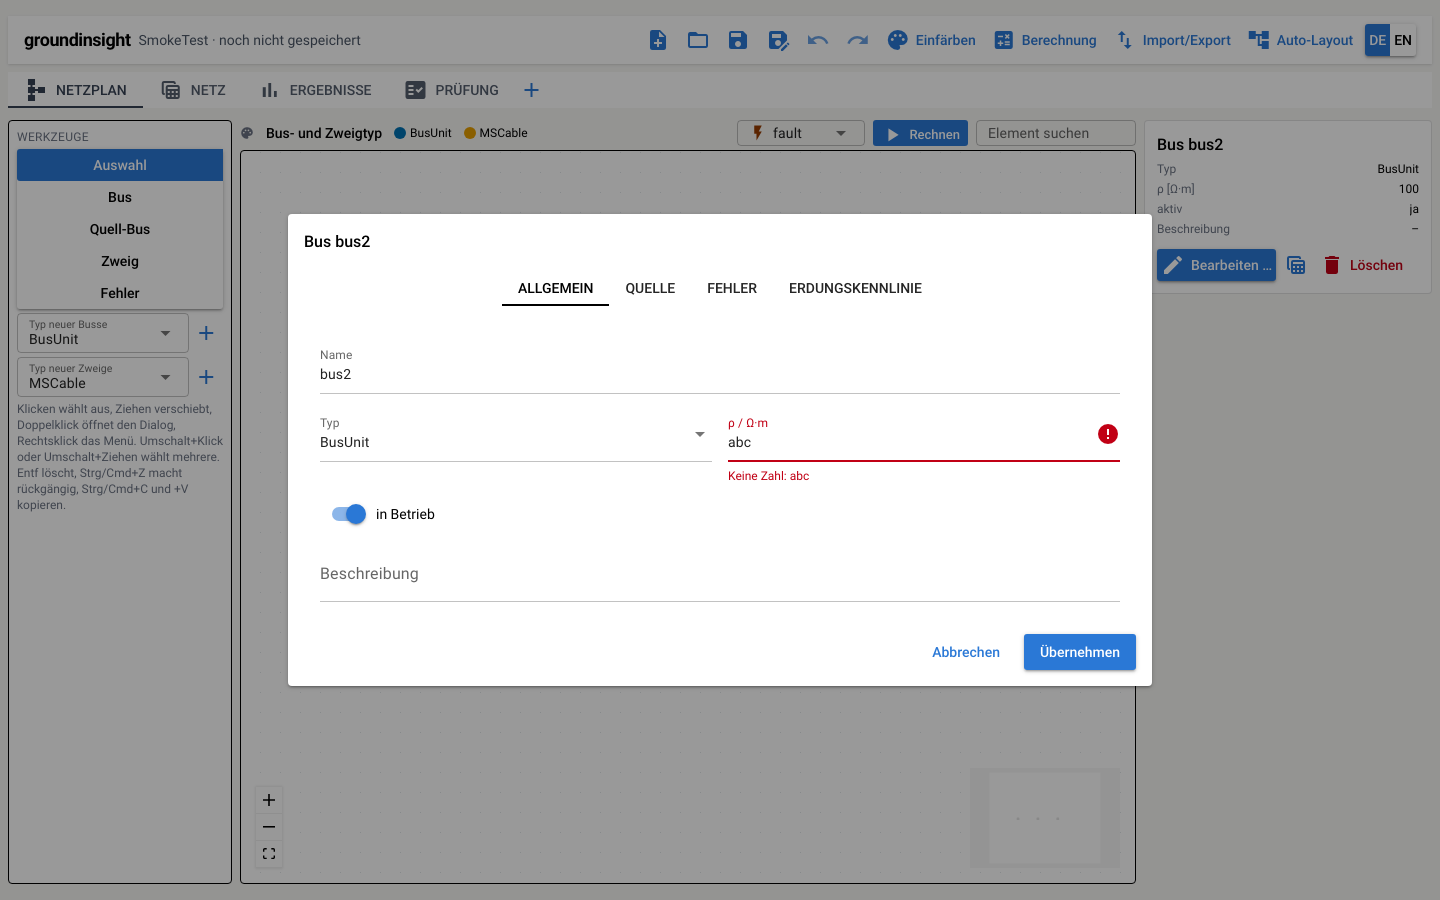 groundinsight SmokeTest · noch nicht gespeichert
Einfärben
Berechnung
Import/Export
Auto-Layout
DE EN
NETZPLAN
NETZ
ERGEBNISSE
PRÜFUNG
WERKZEUGE
Auswahl
Bus
Quell-Bus
Zweig
Fehler
Typ neuer Busse
BusUnit
Typ neuer Zweige
MSCable
Klicken wählt aus, Ziehen verschiebt,
Doppelklick öffnet den Dialog,
Rechtsklick das Menü. Umschalt+Klick
oder Umschalt+Ziehen wählt mehrere.
Entf löscht, Strg/Cmd+Z macht
rückgängig, Strg/Cmd+C und +V
kopieren.
Bus- und Zweigtyp
BusUnit
MSCable
fault
Rechnen
Element suchen
Bus bus2
Typ BusUnit
ρ [Ω·m] 100
aktiv ja
Beschreibung –
Bearbeiten ...
Löschen
Bus bus2
ALLGEMEIN
QUELLE
FEHLER
ERDUNGSKENNLINIE
Name
bus2
Typ
BusUnit
ρ / Ω·m
abc
Keine Zahl: abc
in Betrieb
Beschreibung
Abbrechen
Übernehmen